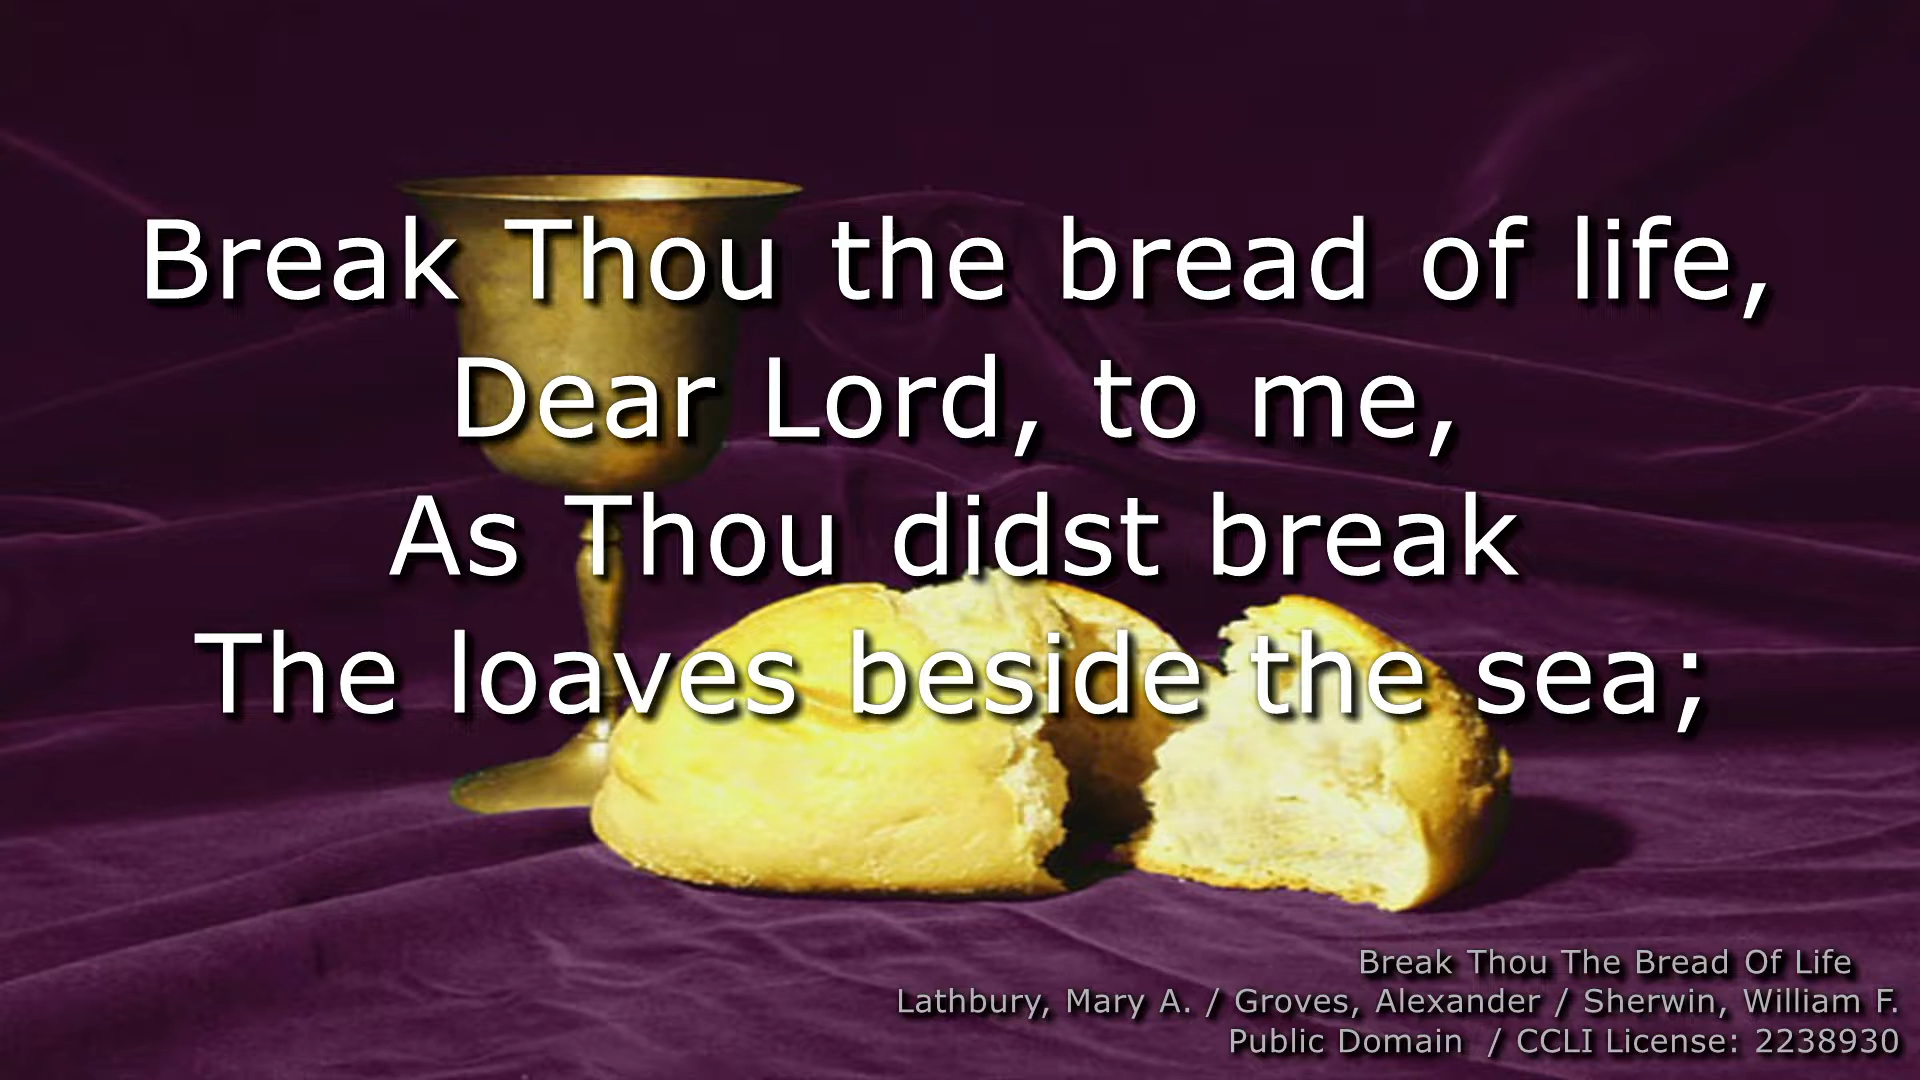 Break Thou the bread of life,
Dear Lord, to me,
As Thou didst break
The loaves beside the sea;
Break Thou The Bread Of Life
Lathbury, Mary A. / Groves, Alexander / Sherwin, William F.
Public Domain / CCLI License: 2238930